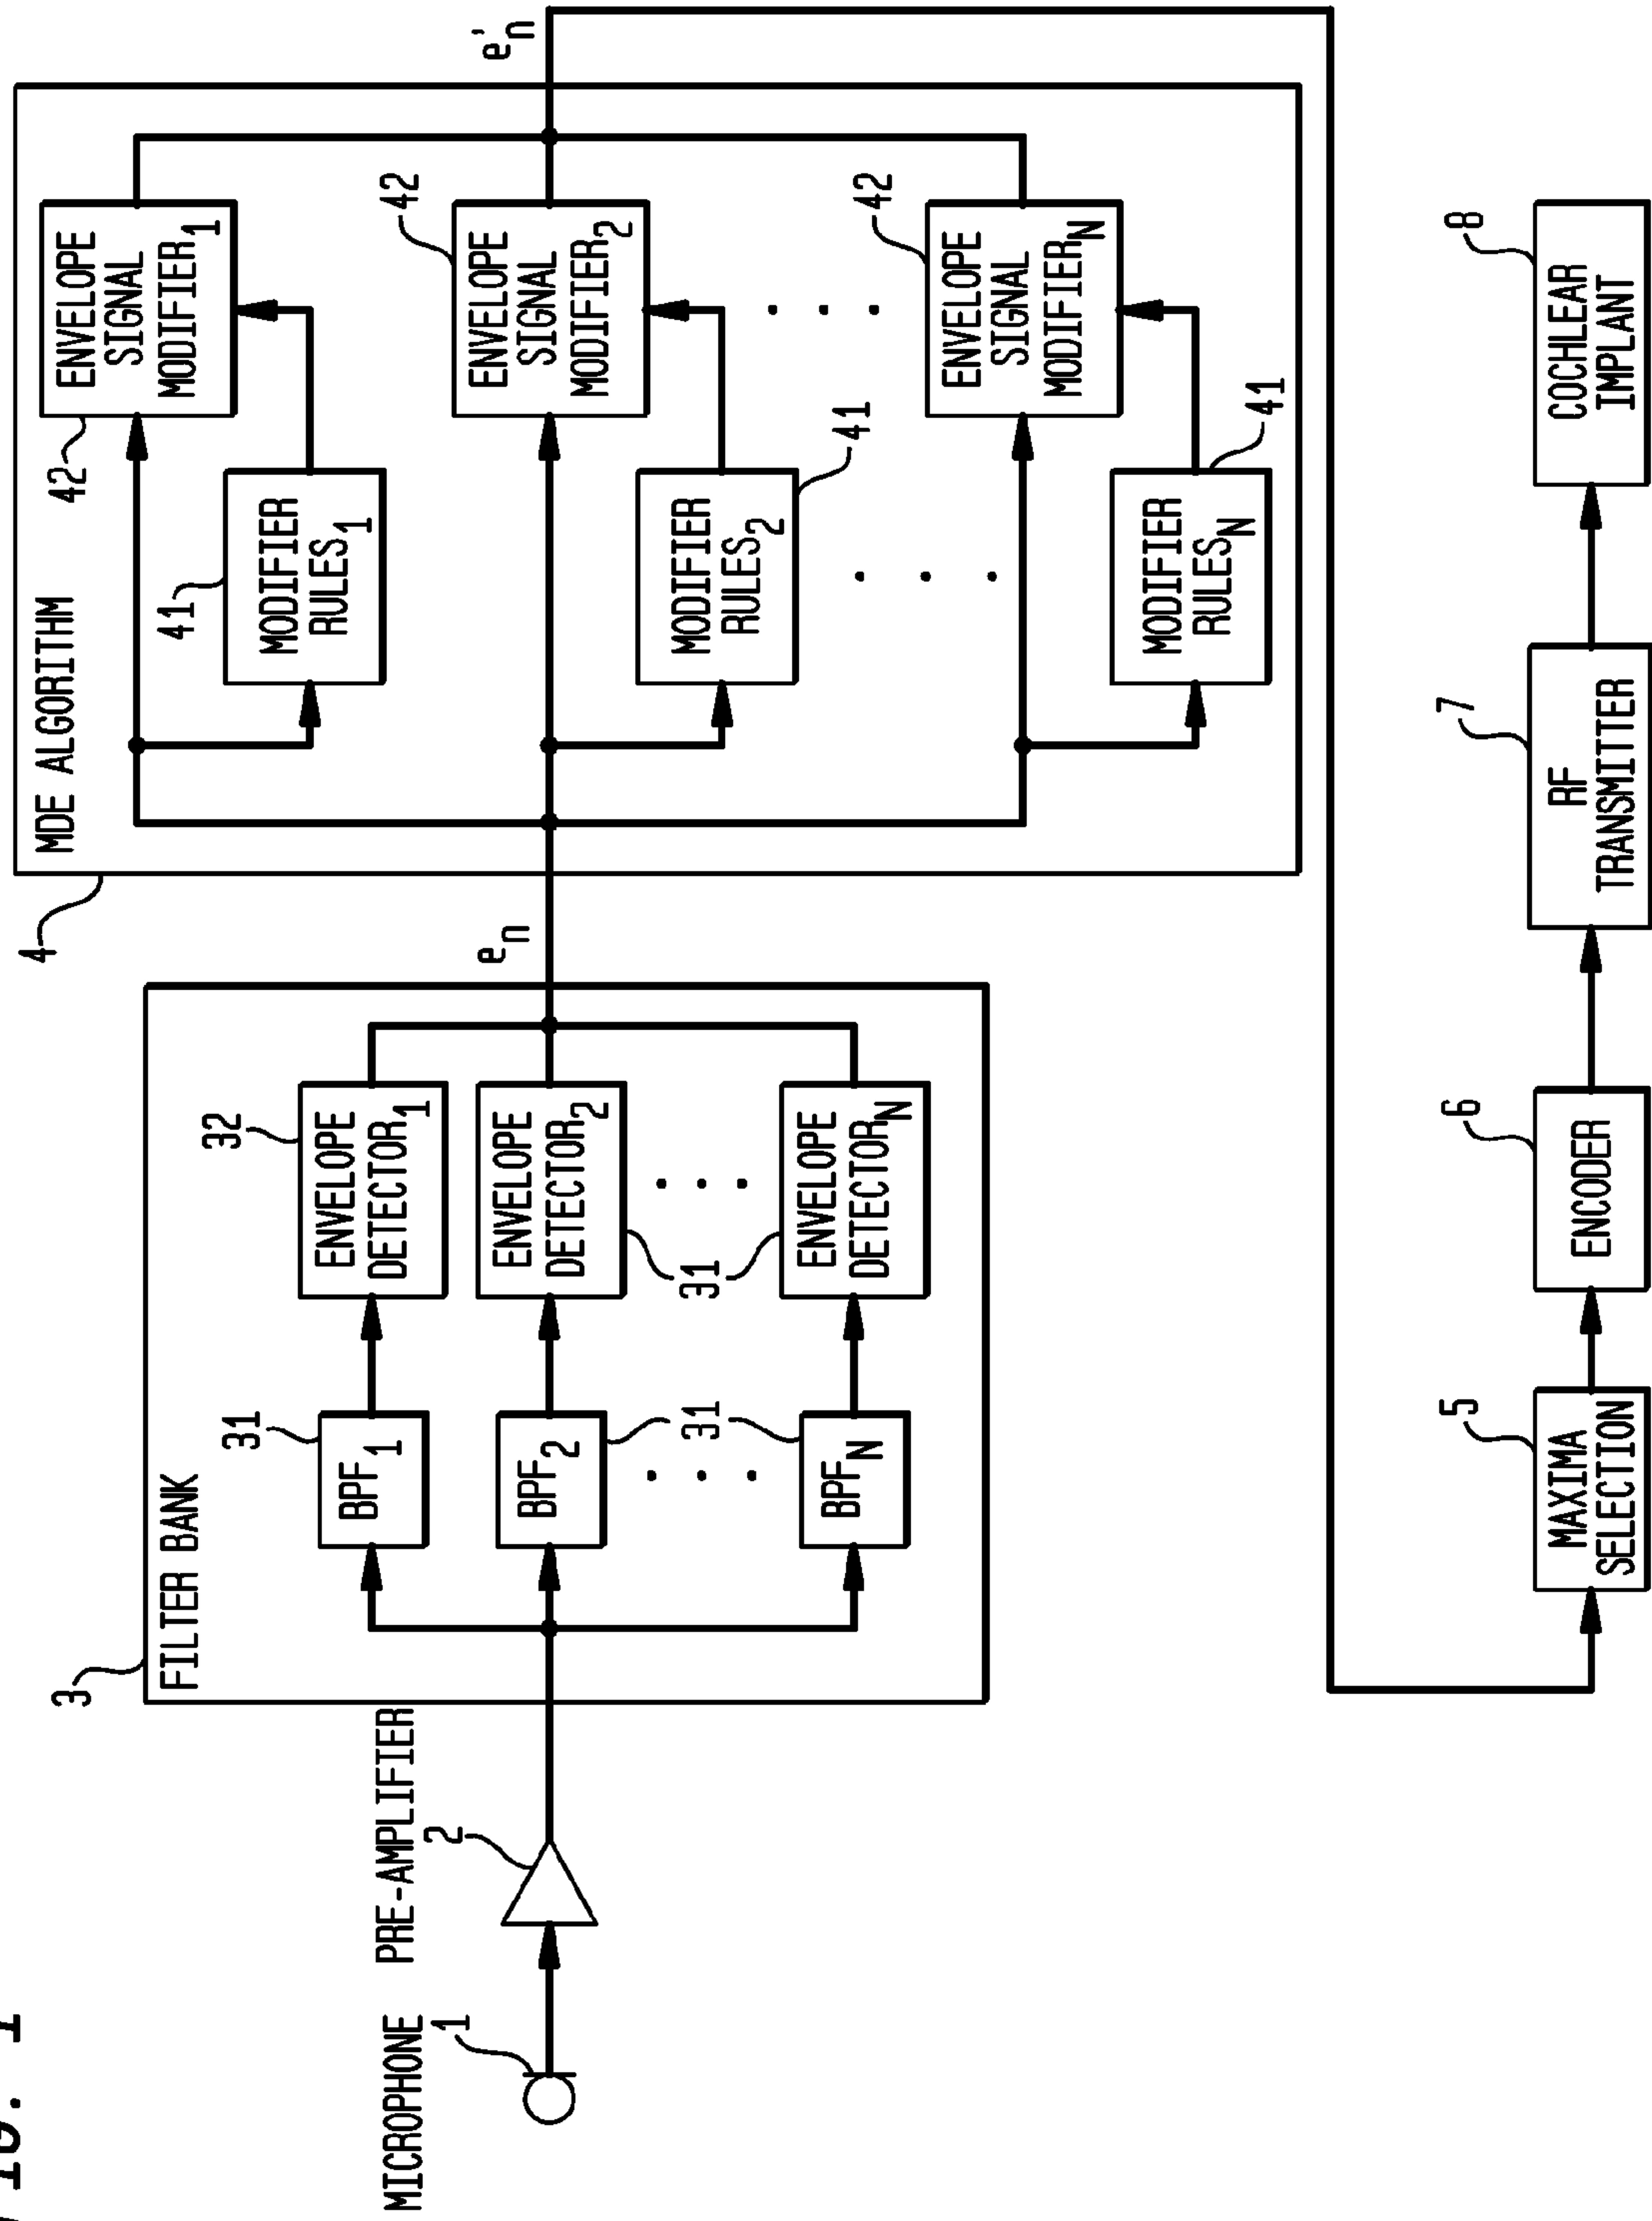 FIG. 1
MICROPHONE
1
PRE-AMPLIFIER
2
3
FILTER BANK
31
BPF1
BPF2
31
BPFN
32
ENVELOPE
DETECTOR1
ENVELOPE
DETECTOR2
31
ENVELOPE
DETECTORN
en
4
MDE ALGORITHM
41
MODIFIER
RULES1
42
ENVELOPE
SIGNAL
MODIFIER1
MODIFIER
RULES2
41
42
ENVELOPE
SIGNAL
MODIFIER2
MODIFIER
RULESN
41
42
ENVELOPE
SIGNAL
MODIFIERN
e'n
5
MAXIMA
SELECTION
6
ENCODER
7
RF
TRANSMITTER
8
COCHLEAR
IMPLANT